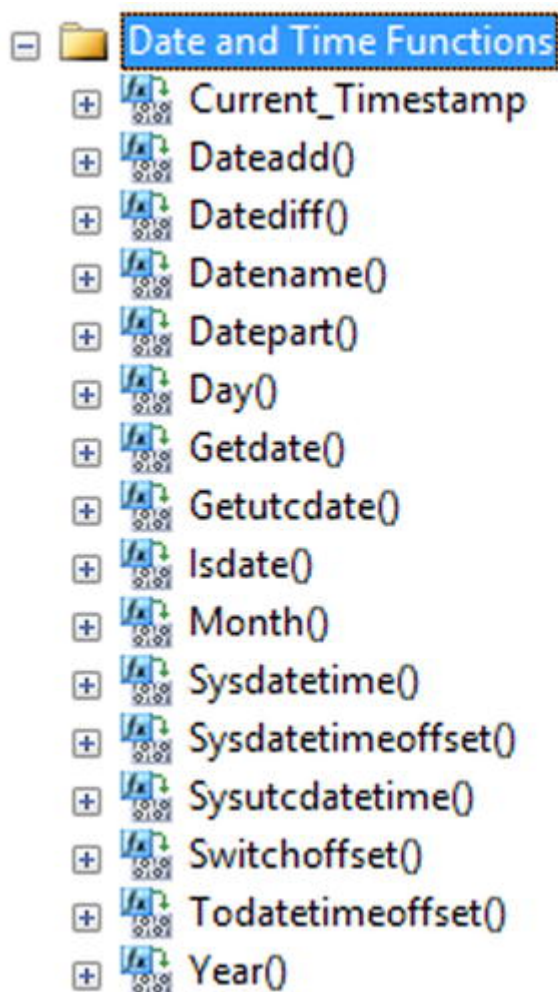 Date and Time Functions
Current_Timestamp
Dateadd()
Datediff()
Datename()
Datepart()
Day()
Getdate()
Getutcdate()
Isdate()
Month()
Sysdatetime()
Sysdatetimeoffset()
Sysutcdatetime()
Switchoffset()
Todatetimeoffset()
Year()